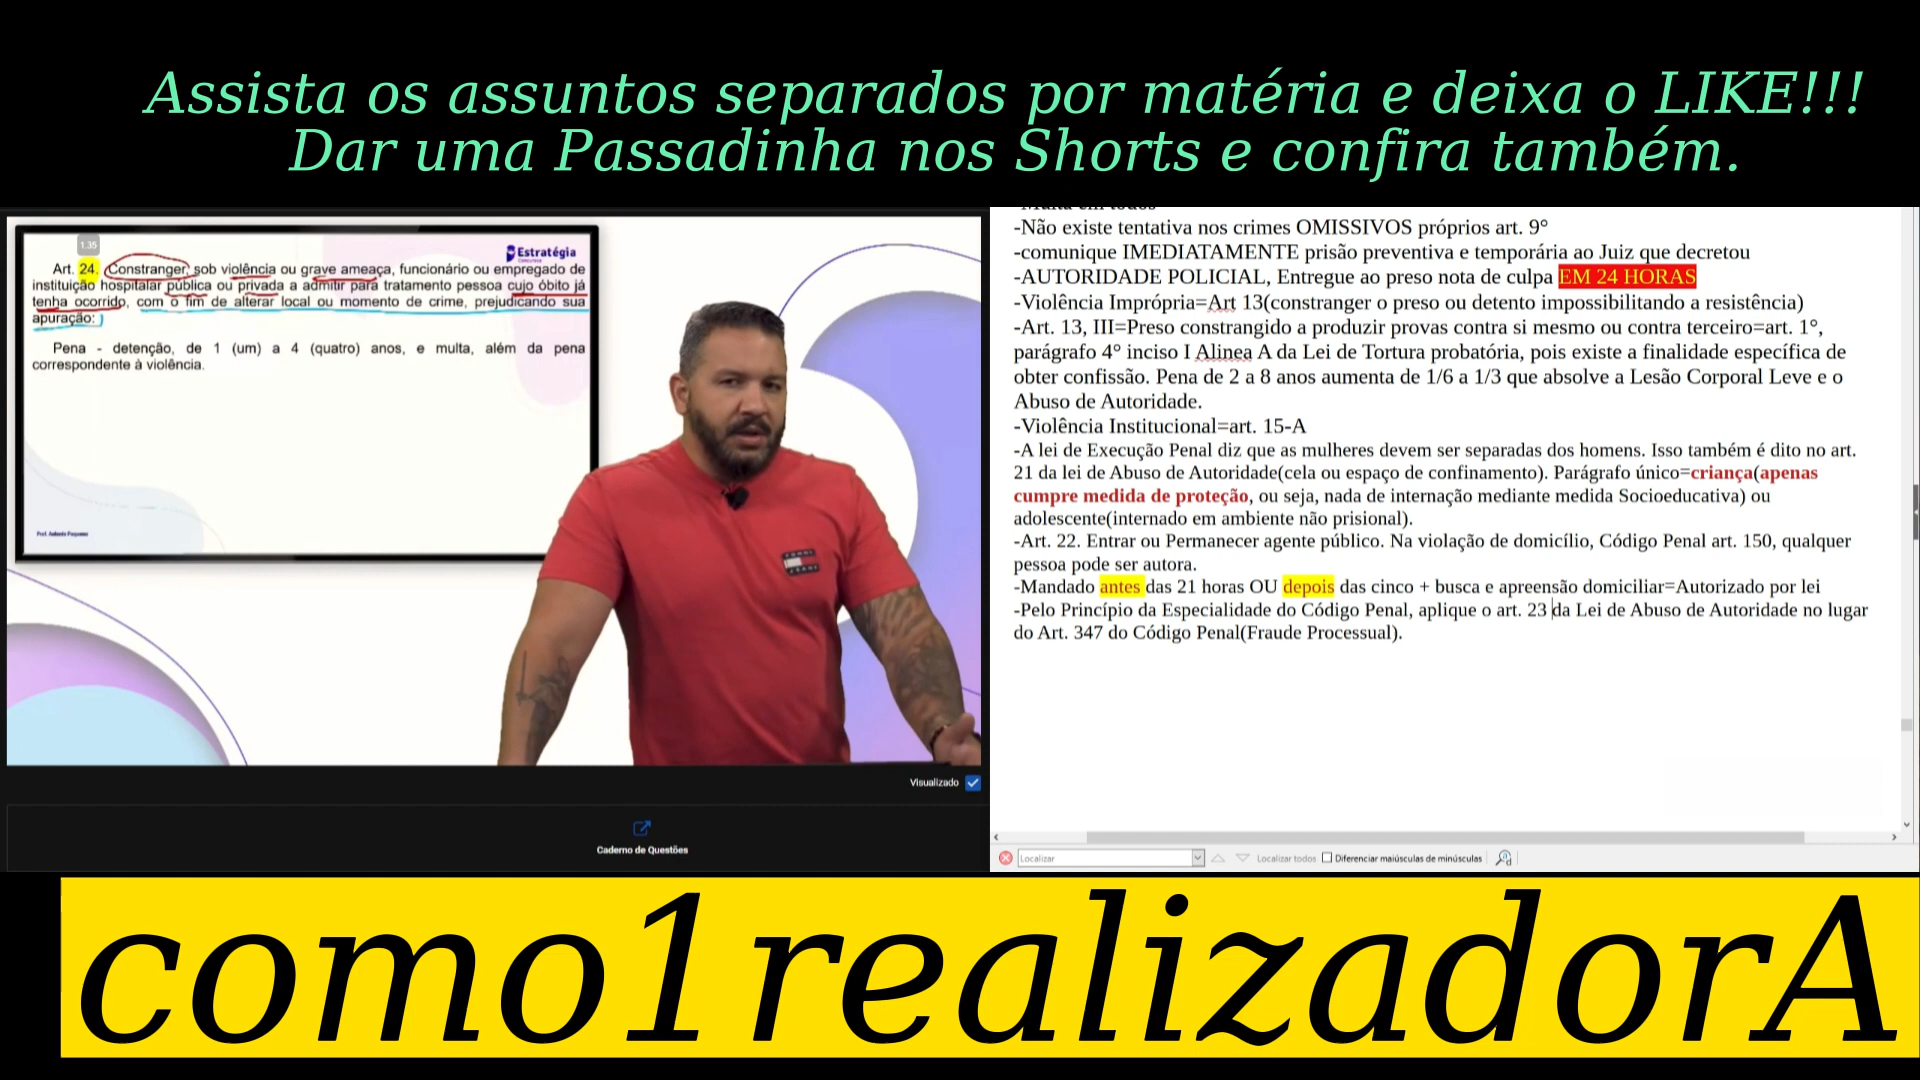 Assista os assuntos separados por matéria e deixa o LIKE!!!
Dar uma Passadinha nos Shorts e confira também.
1.35
Estratégia
Concursos
Art. 24. Constranger, sob violência ou grave ameaça, funcionário ou empregado de
instituição hospitalar pública ou privada a admitir para tratamento pessoa cujo óbito já
tenha ocorrido, com o fim de alterar local ou momento de crime, prejudicando sua
apuração:
Pena - detenção, de 1 (um) a 4 (quatro) anos, e multa, além da pena
correspondente à violência.
Prof. Antonio Pequeno
Visualizado
Caderno de Questões
-Multa em todos
-Não existe tentativa nos crimes OMISSIVOS próprios art. 9°
-comunique IMEDIATAMENTE prisão preventiva e temporária ao Juiz que decretou
-AUTORIDADE POLICIAL, Entregue ao preso nota de culpa EM 24 HORAS
-Violência Imprópria=Art 13(constranger o preso ou detento impossibilitando a resistência)
-Art. 13, III=Preso constrangido a produzir provas contra si mesmo ou contra terceiro=art. 1°,
parágrafo 4° inciso I Alinea A da Lei de Tortura probatória, pois existe a finalidade específica de
obter confissão. Pena de 2 a 8 anos aumenta de 1/6 a 1/3 que absolve a Lesão Corporal Leve e o
Abuso de Autoridade.
-Violência Institucional=art. 15-A
-A lei de Execução Penal diz que as mulheres devem ser separadas dos homens. Isso também é dito no art.
21 da lei de Abuso de Autoridade(cela ou espaço de confinamento). Parágrafo único=criança(apenas
cumpre medida de proteção, ou seja, nada de internação mediante medida Socioeducativa) ou
adolescente(internado em ambiente não prisional).
-Art. 22. Entrar ou Permanecer agente público. Na violação de domicílio, Código Penal art. 150, qualquer
pessoa pode ser autora.
-Mandado antes das 21 horas OU depois das cinco + busca e apreensão domiciliar=Autorizado por lei
-Pelo Princípio da Especialidade do Código Penal, aplique o art. 23 da Lei de Abuso de Autoridade no lugar
do Art. 347 do Código Penal(Fraude Processual).
Localizar
Localizar todos
Diferenciar maiúsculas de minúsculas
como1realizadorA